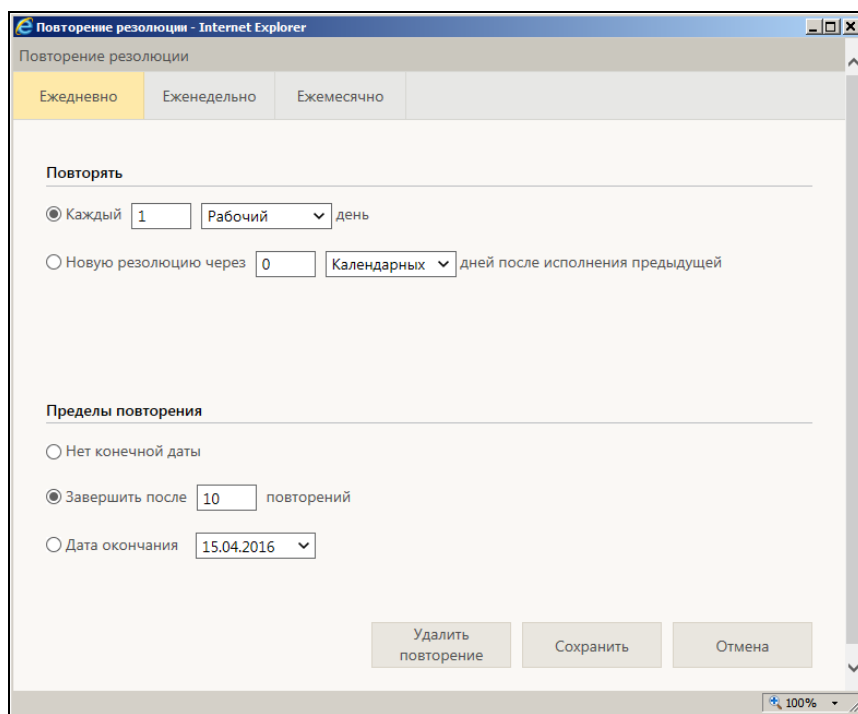 Повторение резолюции - Internet Explorer
Повторение резолюции
Ежедневно Еженедельно Ежемесячно
Повторять
Каждый 1 Рабочий день
Новую резолюцию через 0 Календарных дней после исполнения предыдущей
Пределы повторения
Нет конечной даты
Завершить после 10 повторений
Дата окончания 15.04.2016
Удалить
повторение
Сохранить
Отмена
100%